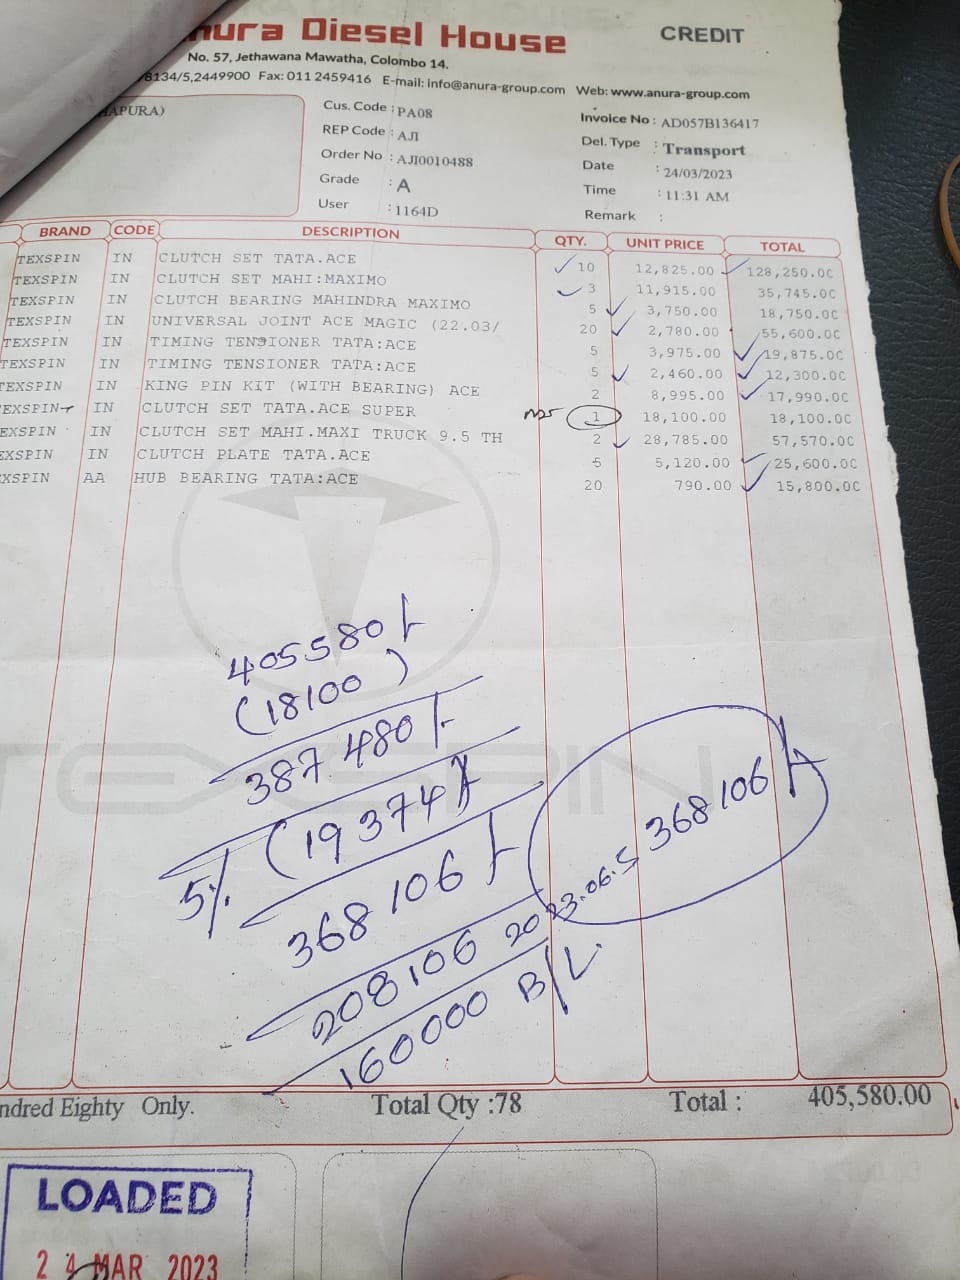 Anura Diesel House
CREDIT
No. 57, Jethawana Mawatha, Colombo 14.
8134/5,2449900 Fax: 011 2459416 E-mail: info@anura-group.com Web: www.anura-group.com
APURA)
Cus. Code : PA08
REP Code : AJI
Order No : AJI0010488
Grade : A
User : 1164D
Invoice No : AD057B136417
Del. Type : Transport
Date : 24/03/2023
Time : 11:31 AM
Remark :
BRAND CODE DESCRIPTION QTY. UNIT PRICE TOTAL
TEXSPIN IN CLUTCH SET TATA.ACE 10 12,825.00 128,250.00
TEXSPIN IN CLUTCH SET MAHI:MAXIMO 3 11,915.00 35,745.00
TEXSPIN IN CLUTCH BEARING MAHINDRA MAXIMO 5 3,750.00 18,750.00
TEXSPIN IN UNIVERSAL JOINT ACE MAGIC (22.03/ 20 2,780.00 55,600.00
TEXSPIN IN TIMING TENSIONER TATA:ACE 5 3,975.00 19,875.00
TEXSPIN IN TIMING TENSIONER TATA:ACE 5 2,460.00 12,300.00
TEXSPIN IN KING PIN KIT (WITH BEARING) ACE 2 8,995.00 17,990.00
EXSPIN IN CLUTCH SET TATA.ACE SUPER 1 18,100.00 18,100.00
EXSPIN IN CLUTCH SET MAHI.MAXI TRUCK 9.5 TH 2 28,785.00 57,570.00
EXSPIN IN CLUTCH PLATE TATA.ACE 5 5,120.00 25,600.00
XSPIN AA HUB BEARING TATA:ACE 20 790.00 15,800.00
405580/-
(18100)
387480/-
5% (19374)
368106/-
208106 2023.06.5
160000 B/L
368106/-
TEXSPIN
ndred Eighty Only.
Total Qty :78
Total : 405,580.00
LOADED
24 MAR 2023